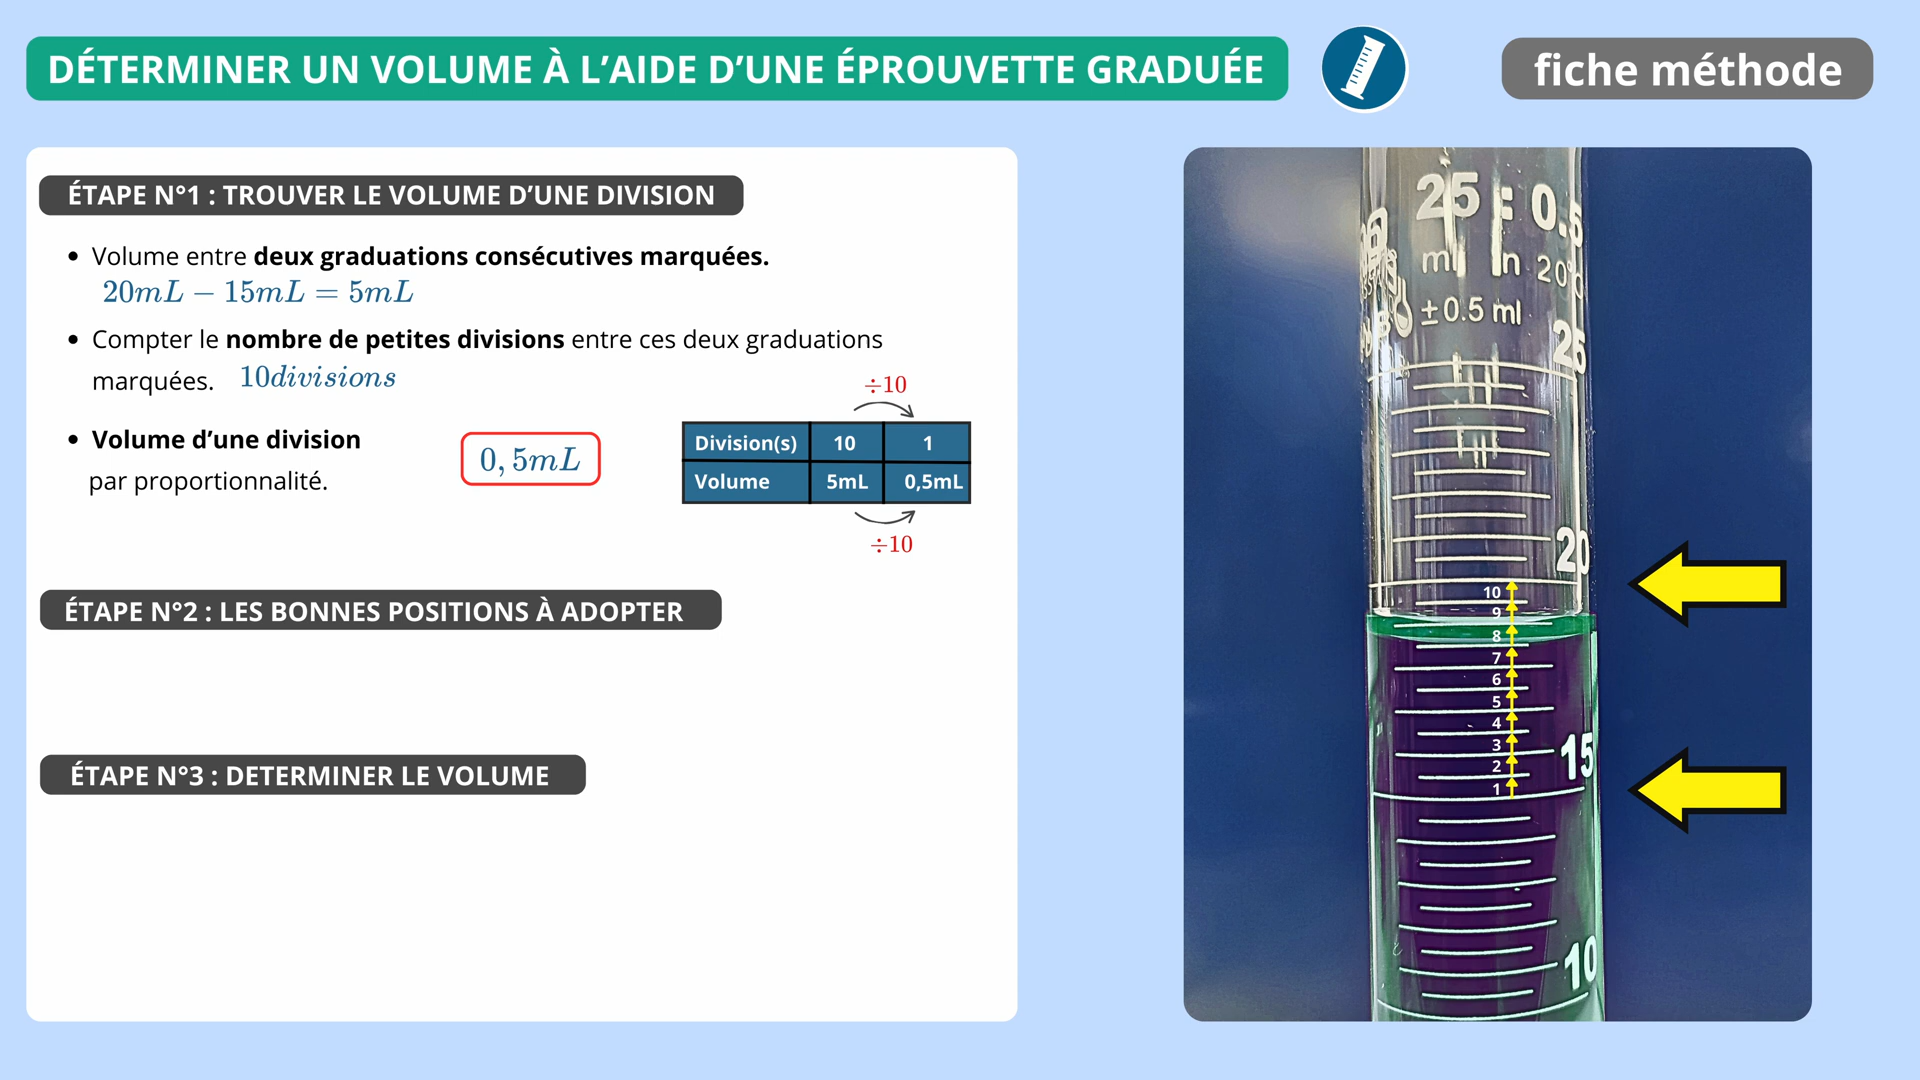 DÉTERMINER UN VOLUME À L’AIDE D’UNE ÉPROUVETTE GRADUÉE
fiche méthode
ÉTAPE N°1 : TROUVER LE VOLUME D’UNE DIVISION
• Volume entre deux graduations consécutives marquées.
20mL − 15mL = 5mL
• Compter le nombre de petites divisions entre ces deux graduations
marquées. 10divisions
÷10
• Volume d’une division
par proportionnalité.
0,5mL
Division(s) 10 1
Volume 5mL 0,5mL
÷10
ÉTAPE N°2 : LES BONNES POSITIONS À ADOPTER
ÉTAPE N°3 : DETERMINER LE VOLUME
25 : 0.5
ml In 20°C
±0.5 ml
25
20
10
9
8
7
6
5
4
3
2
1
15
10